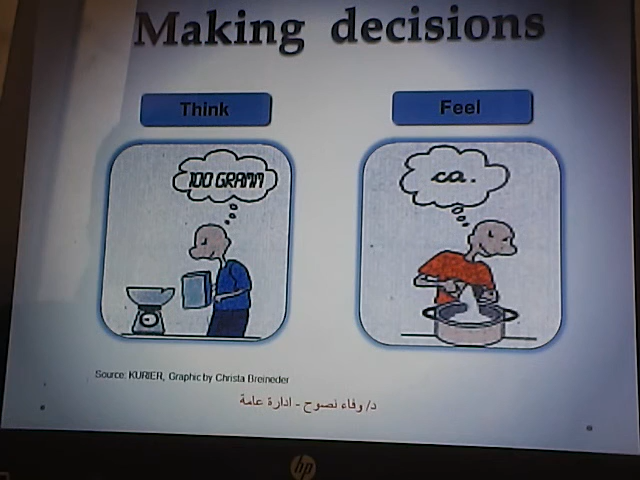 Making decisions
Think
Feel
100 GRAMM
ca.
Source: KURIER, Graphic by Christa Breineder
د/ وفاء نصوح - ادارة عامة
hp